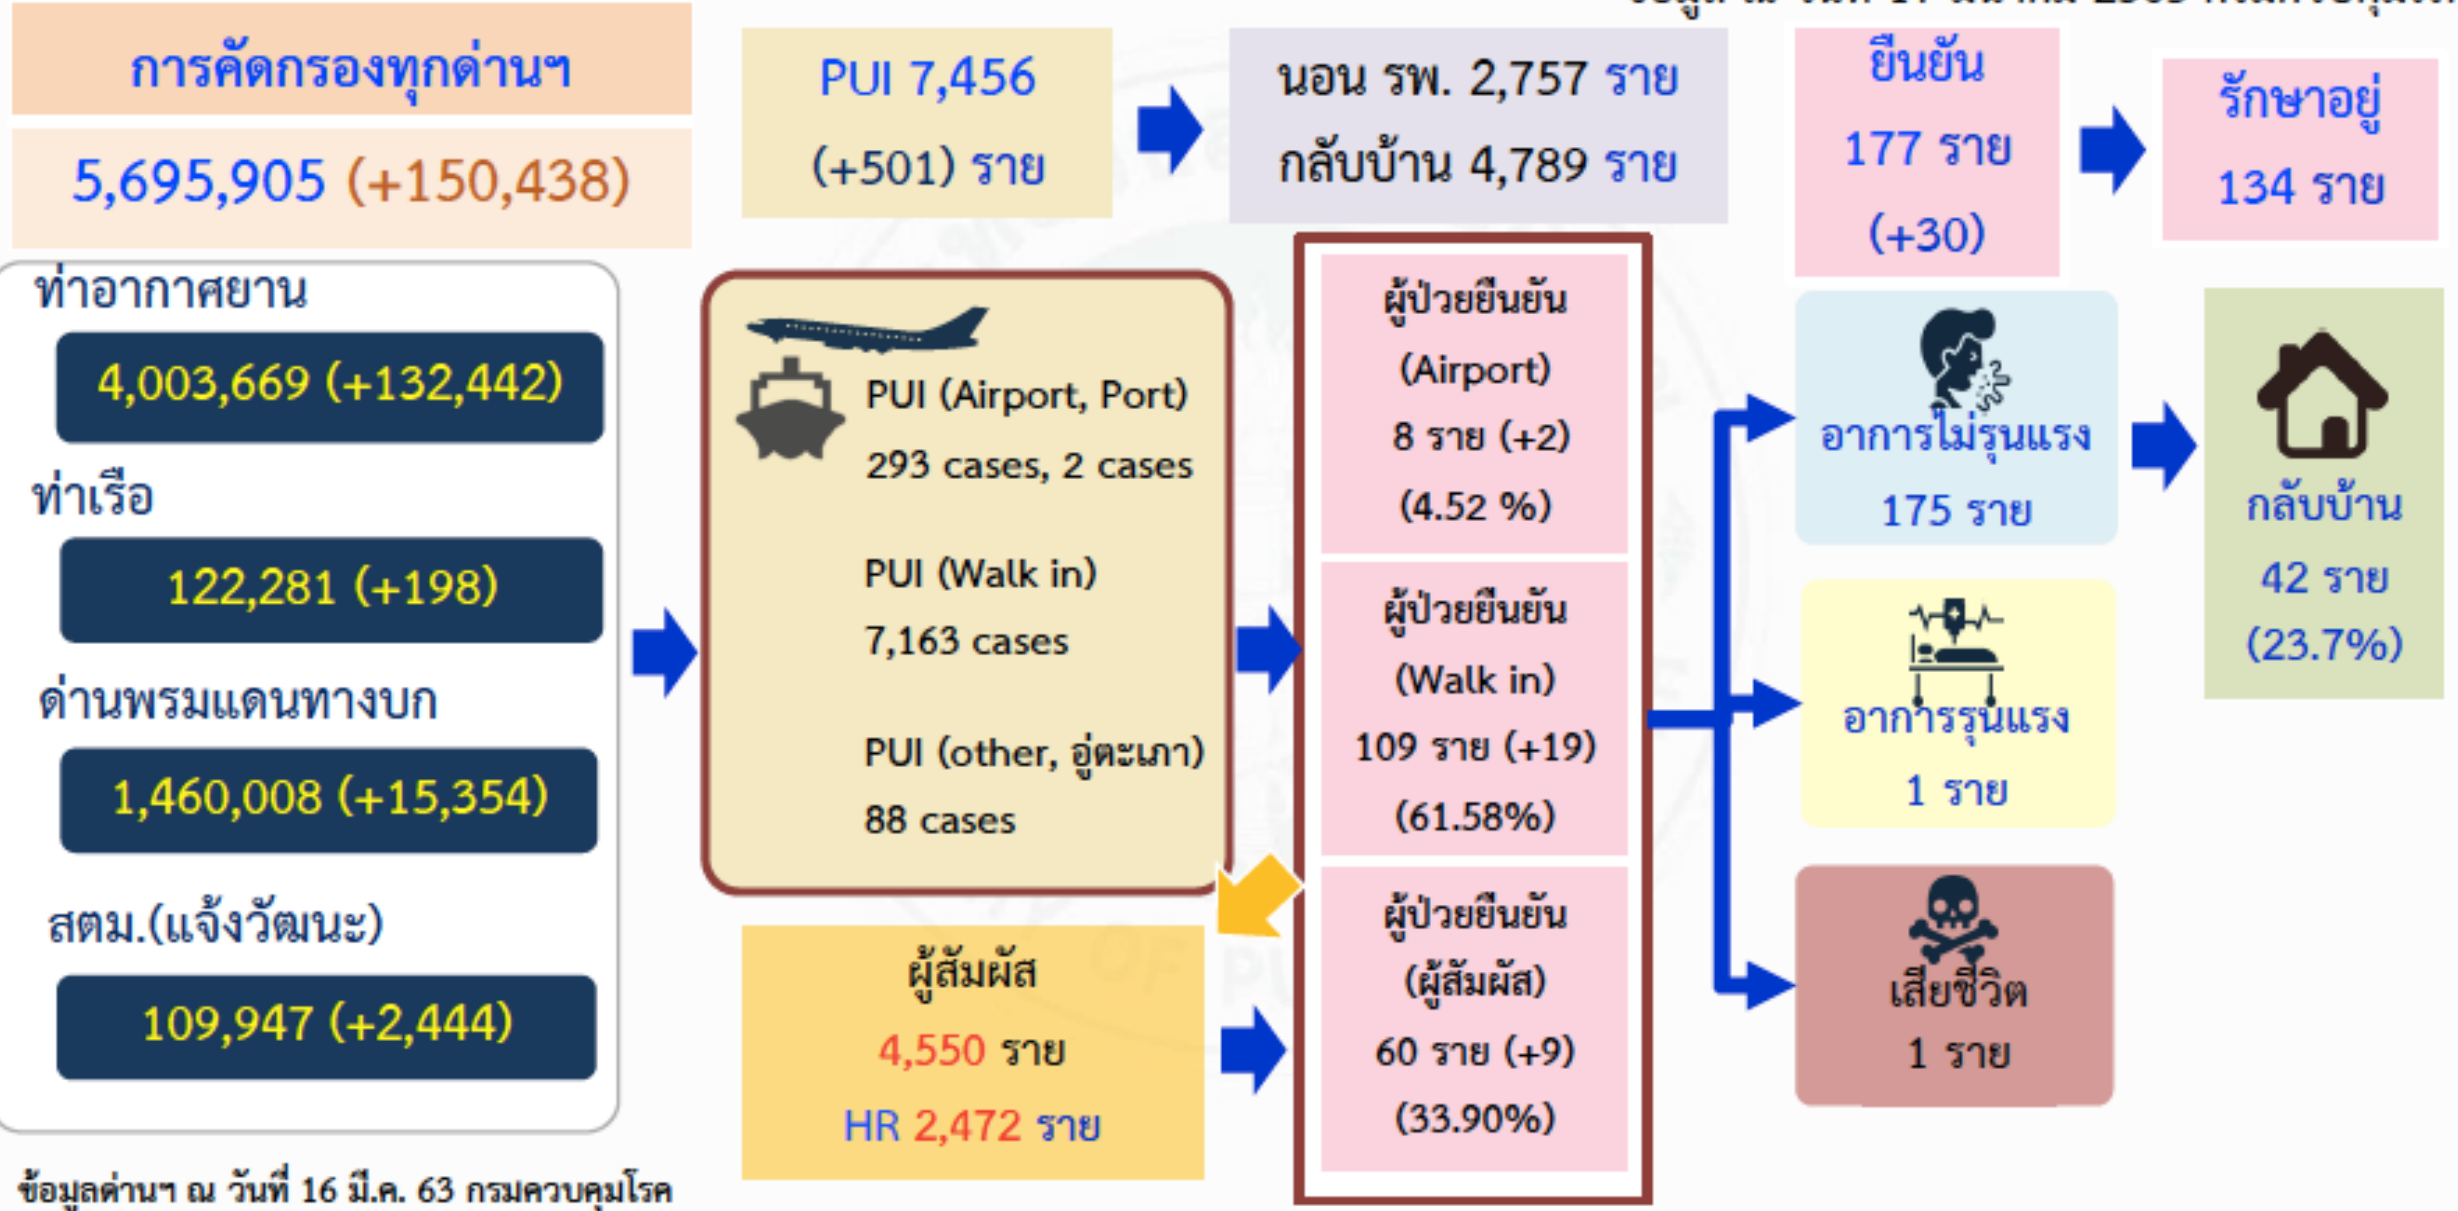 การคัดกรองทุกด่านฯ
5,695,905 (+150,438)
ท่าอากาศยาน
4,003,669 (+132,442)
ท่าเรือ
122,281 (+198)
ด่านพรมแดนทางบก
1,460,008 (+15,354)
สตม.(แจ้งวัฒนะ)
109,947 (+2,444)
ข้อมูลด่านฯ ณ วันที่ 16 มี.ค. 63 กรมควบคุมโรค
PUI 7,456
(+501) ราย
นอน รพ. 2,757 ราย
กลับบ้าน 4,789 ราย
PUI (Airport, Port)
293 cases, 2 cases
PUI (Walk in)
7,163 cases
PUI (other, อู่ตะเภา)
88 cases
ผู้สัมผัส
4,550 ราย
HR 2,472 ราย
ผู้ป่วยยืนยัน
(Airport)
8 ราย (+2)
(4.52 %)
ผู้ป่วยยืนยัน
(Walk in)
109 ราย (+19)
(61.58%)
ผู้ป่วยยืนยัน
(ผู้สัมผัส)
60 ราย (+9)
(33.90%)
ยืนยัน
177 ราย
(+30)
รักษาอยู่
134 ราย
อาการไม่รุนแรง
175 ราย
อาการรุนแรง
1 ราย
เสียชีวิต
1 ราย
กลับบ้าน
42 ราย
(23.7%)